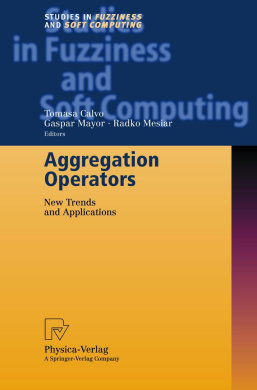 STUDIES IN FUZZINESS
AND SOFT COMPUTING
Studies
in Fuzziness
and
Soft Computing
Tomasa Calvo
Gaspar Mayor · Radko Mesiar
Editors
Aggregation
Operators
New Trends
and Applications
Physica-Verlag
A Springer-Verlag Company